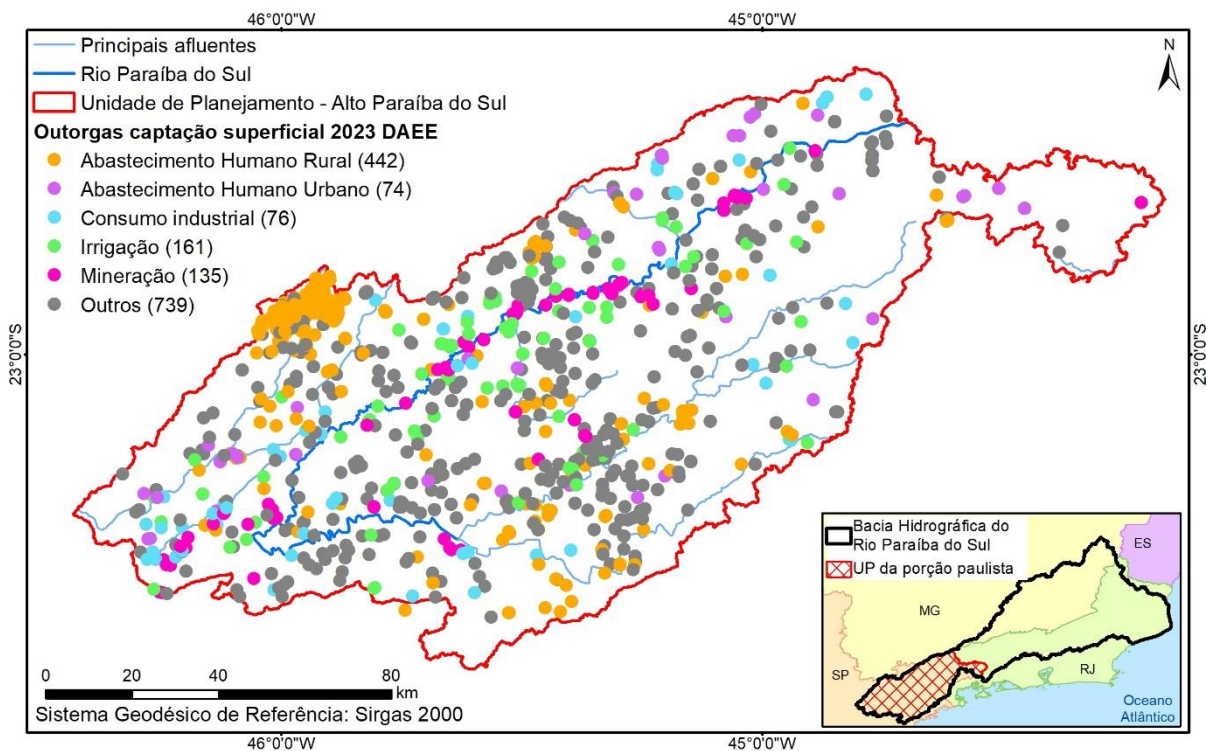 46°0'0"W
45°0'0"W
Principais afluentes
Rio Paraíba do Sul
Unidade de Planejamento - Alto Paraíba do Sul
Outorgas captação superficial 2023 DAEE
Abastecimento Humano Rural (442)
Abastecimento Humano Urbano (74)
Consumo industrial (76)
Irrigação (161)
Mineração (135)
Outros (739)
N
23°0'0"S
23°0'0"S
Bacia Hidrográfica do
Rio Paraíba do Sul
UP da porção paulista
ES
MG
SP
RJ
Oceano
Atlântico
0 20 40 80
km
Sistema Geodésico de Referência: Sirgas 2000
46°0'0"W
45°0'0"W